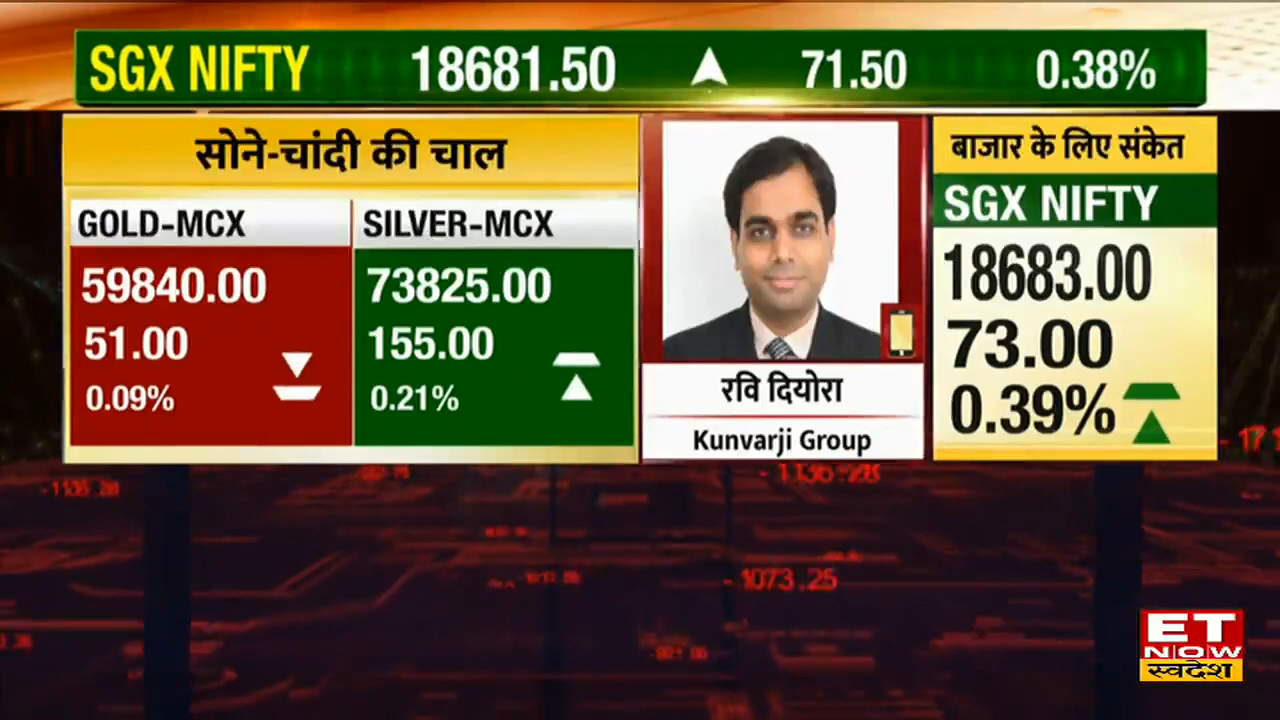 SGX NIFTY 18681.50 71.50 0.38%
सोने-चांदी की चाल
GOLD-MCX
59840.00
51.00
0.09%
SILVER-MCX
73825.00
155.00
0.21%
रवि दियोरा
Kunvarji Group
बाजार के लिए संकेत
SGX NIFTY
18683.00
73.00
0.39%
-1073.25
ET
NOW
स्वदेश